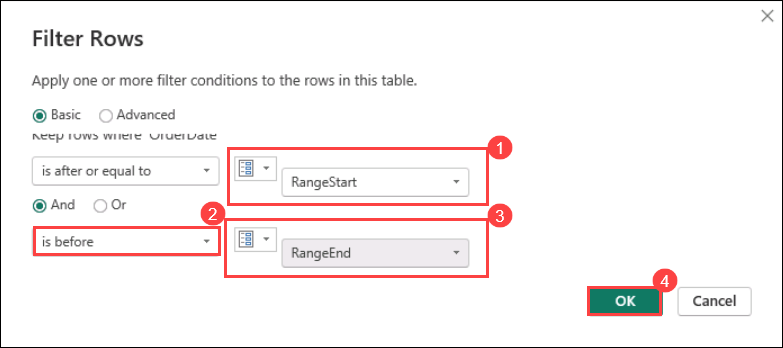 Filter Rows
Apply one or more filter conditions to the rows in this table.
Basic Advanced
Keep rows where 'OrderDate'
1
is after or equal to RangeStart
And Or
2 3
is before RangeEnd
4
OK Cancel